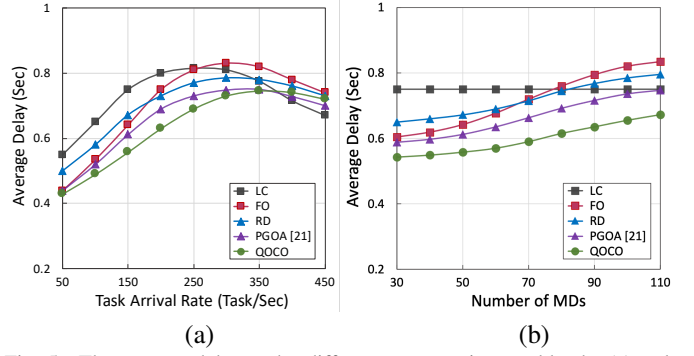 1
0.8
0.6
0.4
0.2
Average Delay (Sec)
50 150 250 350 450
Task Arrival Rate (Task/Sec)
LC
FO
RD
PGOA [21]
QOCO
(a)
1
0.8
0.6
0.4
0.2
Average Delay (Sec)
30 50 70 90 110
Number of MDs
LC
FO
RD
PGOA [21]
QOCO
(b)